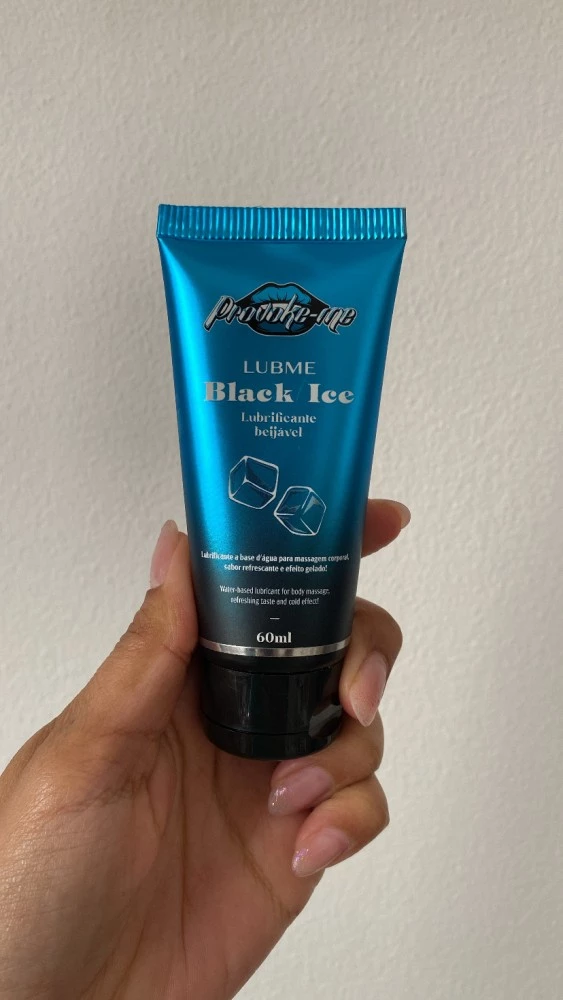 Provoke-me
LUBME
Black Ice
Lubrificante
beijável
Lubrificante a base d'água para massagem corporal,
sabor refrescante e efeito gelado!
Water-based lubricant for body massage,
refreshing taste and cold effect!
60ml